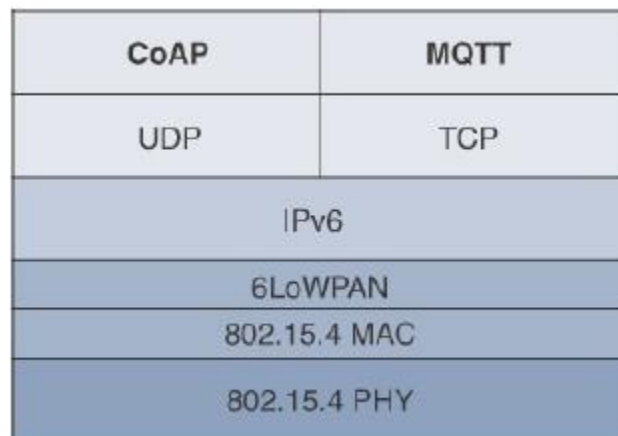 CoAP MQTT
UDP TCP
IPv6
6LoWPAN
802.15.4 MAC
802.15.4 PHY